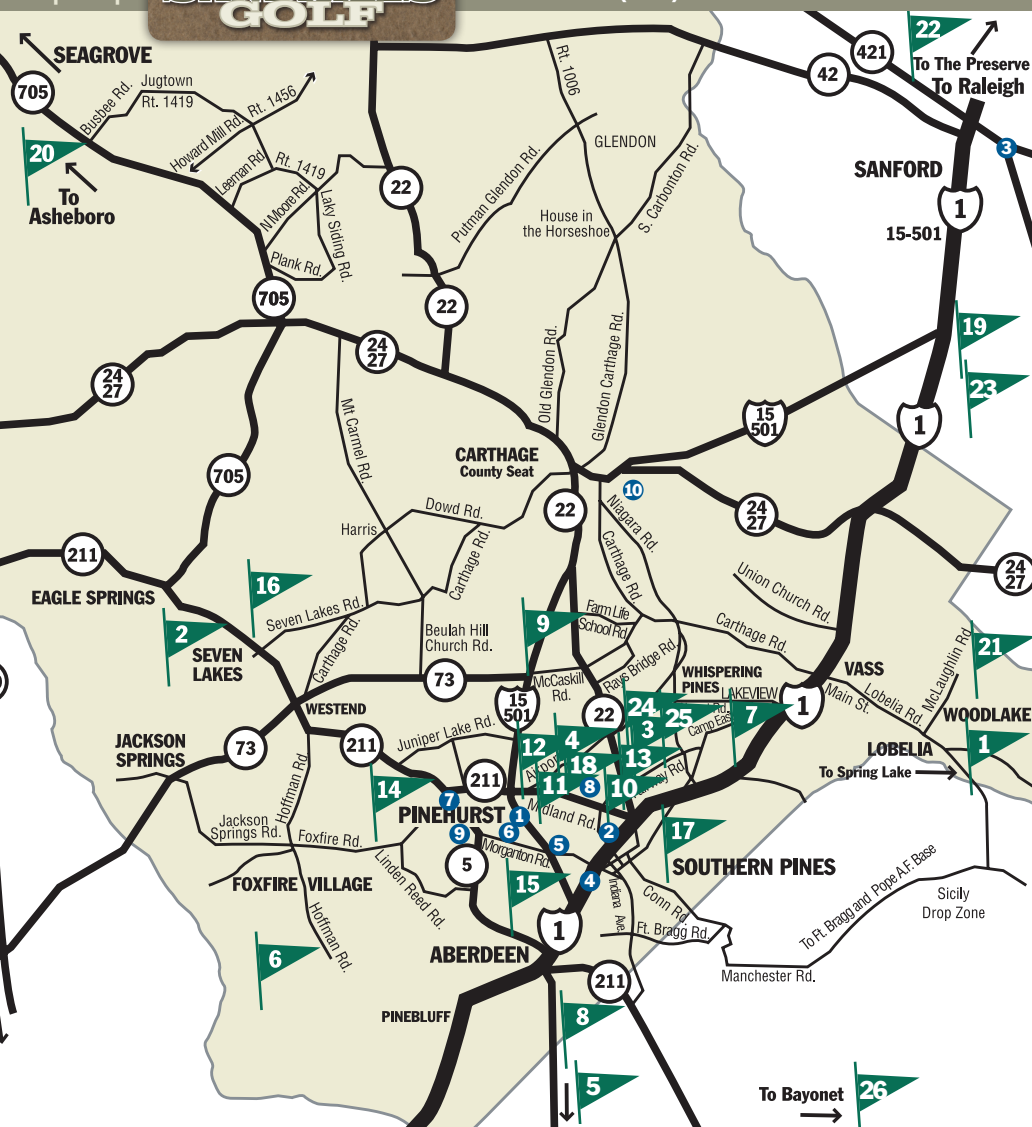 GOLF
22
To The Preserve
To Raleigh
421
42
SEAGROVE
705
Busbee Rd.
Jugtown
Rt. 1419
Howard Mill Rd.
Rt. 1456
Rt. 1006
GLENDON
3
20
To
Asheboro
Leeman Rd.
Rt. 1419
N Moore Rd.
Laky Siding Rd.
Plank Rd.
22
Putman Glendon Rd.
House in
the Horseshoe
S. Carbonton Rd.
SANFORD
1
15-501
705
22
24
27
24
27
Old Glendon Rd.
Glendon Carthage Rd.
19
23
15
501
1
Mt Carmel Rd.
CARTHAGE
County Seat
705
10
22
24
27
Dowd Rd.
Harris
Niagara Rd.
Carthage Rd.
Carthage Rd.
211
EAGLE SPRINGS
24
27
Union Church Rd.
16
Seven Lakes Rd.
Carthage Rd.
2
SEVEN
LAKES
Beulah Hill
Church Rd.
9
Farm Life
School Rd.
Carthage Rd.
McLaughlin Rd.
21
73
McCaskill
Rd.
Rays Bridge Rd.
WHISPERING
PINES
LAKEVIEW
VASS
Main St.
Lobelia Rd.
WOODLAKE
WESTEND
15
501
22
24
3
25
Camp East
7
1
JACKSON
SPRINGS
73
211
Juniper Lake Rd.
12
4
18
13
LOBELIA
1
To Spring Lake
Hoffman Rd
14
211
11
8
10
7
PINEHURST
1
Midland Rd.
2
17
9
6
5
Morganton Rd.
Jackson
Springs Rd.
Foxfire Rd.
Linden Reed Rd.
5
15
4
SOUTHERN PINES
FOXFIRE VILLAGE
Hoffman Rd.
Indiana Ave.
Conn Rd
Ft. Bragg Rd.
To Ft. Bragg and Pope A.F. Base
Sicily
Drop Zone
1
ABERDEEN
6
211
Manchester Rd.
PINEBLUFF
8
5
To Bayonet
26